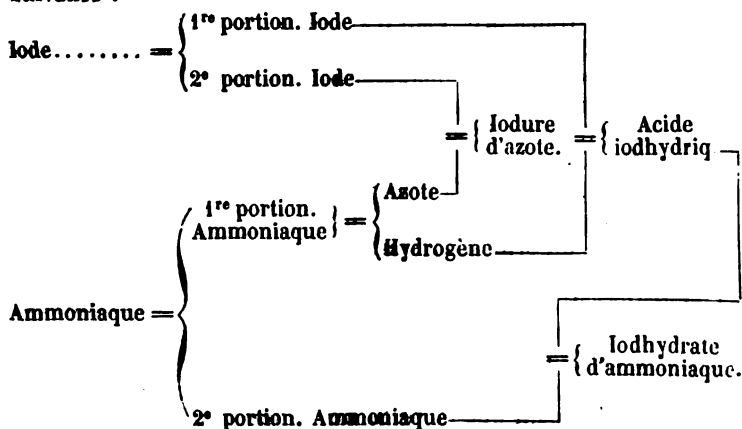 Iode........ = { 1re portion. Iode
2e portion. Iode
= { Iodure d'azote. = { Acide iodhydriq
Ammoniaque = { 1re portion. Ammoniaque } = { Azote
Hydrogène
= { Iodhydrate d'ammoniaque.
2e portion. Ammoniaque